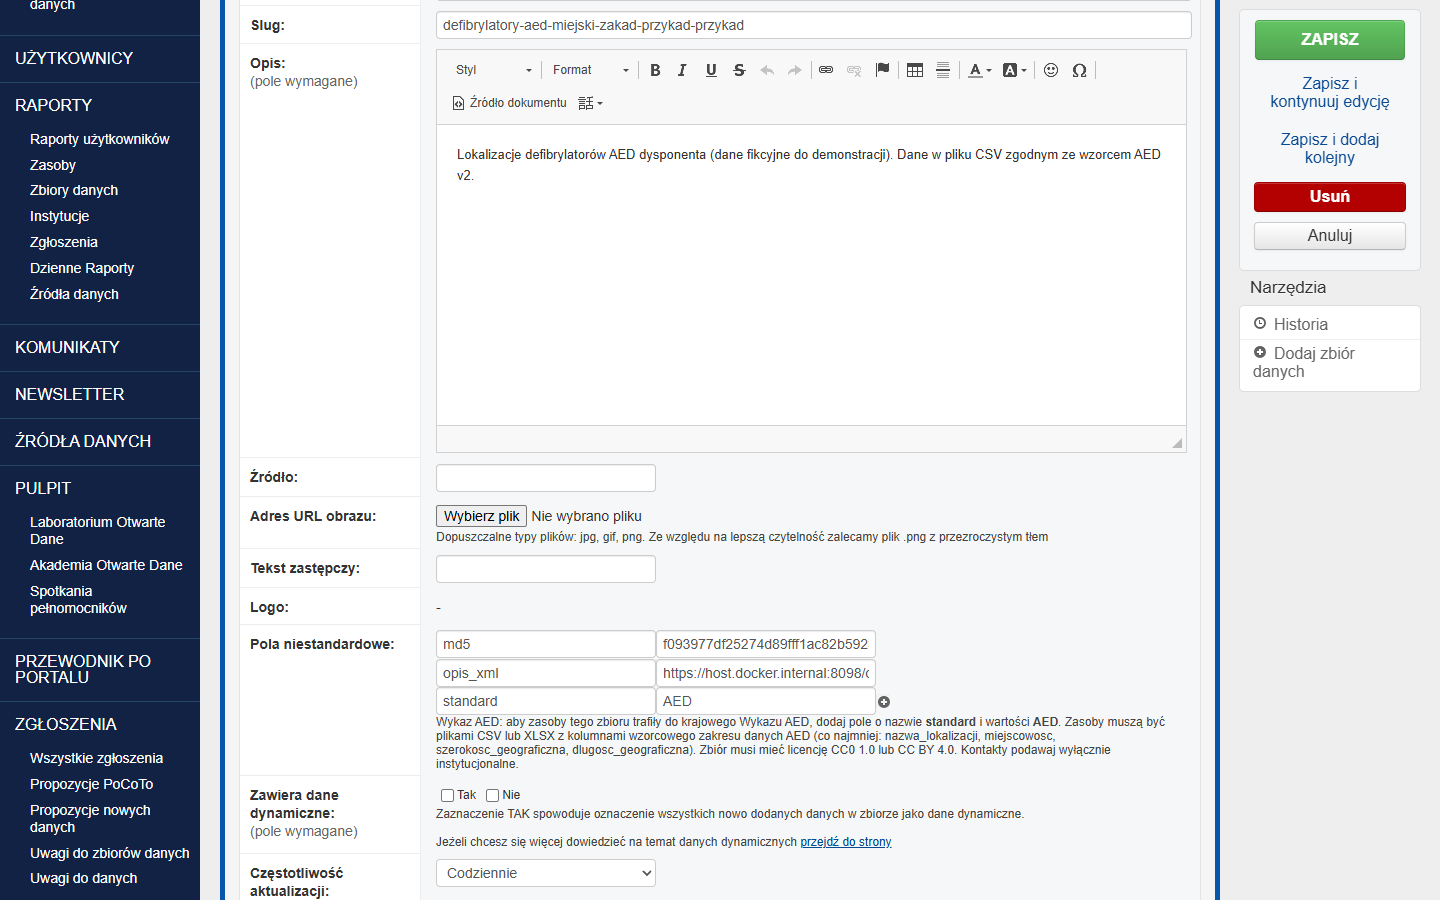 danych
UŻYTKOWNICY
RAPORTY
Raporty użytkowników
Zasoby
Zbiory danych
Instytucje
Zgłoszenia
Dzienne Raporty
Źródła danych
KOMUNIKATY
NEWSLETTER
ŹRÓDŁA DANYCH
PULPIT
Laboratorium Otwarte
Dane
Akademia Otwarte Dane
Spotkania
pełnomocników
PRZEWODNIK PO
PORTALU
ZGŁOSZENIA
Wszystkie zgłoszenia
Propozycje PoCoTo
Propozycje nowych
danych
Uwagi do zbiorów danych
Uwagi do danych
Slug:
defibrylatory-aed-miejski-zakad-przykad-przykad
Opis:
(pole wymagane)
Styl Format B I U S
Źródło dokumentu
Lokalizacje defibrylatorów AED dysponenta (dane fikcyjne do demonstracji). Dane w pliku CSV zgodnym ze wzorcem AED
v2.
Źródło:
Adres URL obrazu:
Wybierz plik Nie wybrano pliku
Dopuszczalne typy plików: jpg, gif, png. Ze względu na lepszą czytelność zalecamy plik .png z przezroczystym tłem
Tekst zastępczy:
Logo:
-
Pola niestandardowe:
md5 f093977df25274d89fff1ac82b592
opis_xml https://host.docker.internal:8098/
standard AED
Wykaz AED: aby zasoby tego zbioru trafiły do krajowego Wykazu AED, dodaj pole o nazwie standard i wartości AED. Zasoby muszą być
plikami CSV lub XLSX z kolumnami wzorcowego zakresu danych AED (co najmniej: nazwa_lokalizacji, miejscowosc,
szerokosc_geograficzna, dlugosc_geograficzna). Zbiór musi mieć licencję CC0 1.0 lub CC BY 4.0. Kontakty podawaj wyłącznie
instytucjonalne.
Zawiera dane
dynamiczne:
(pole wymagane)
Tak Nie
Zaznaczenie TAK spowoduje oznaczenie wszystkich nowo dodanych danych w zbiorze jako dane dynamiczne.
Jeżeli chcesz się więcej dowiedzieć na temat danych dynamicznych przejdź do strony
Częstotliwość
aktualizacji:
Codziennie
ZAPISZ
Zapisz i
kontynuuj edycję
Zapisz i dodaj
kolejny
Usuń
Anuluj
Narzędzia
Historia
Dodaj zbiór
danych